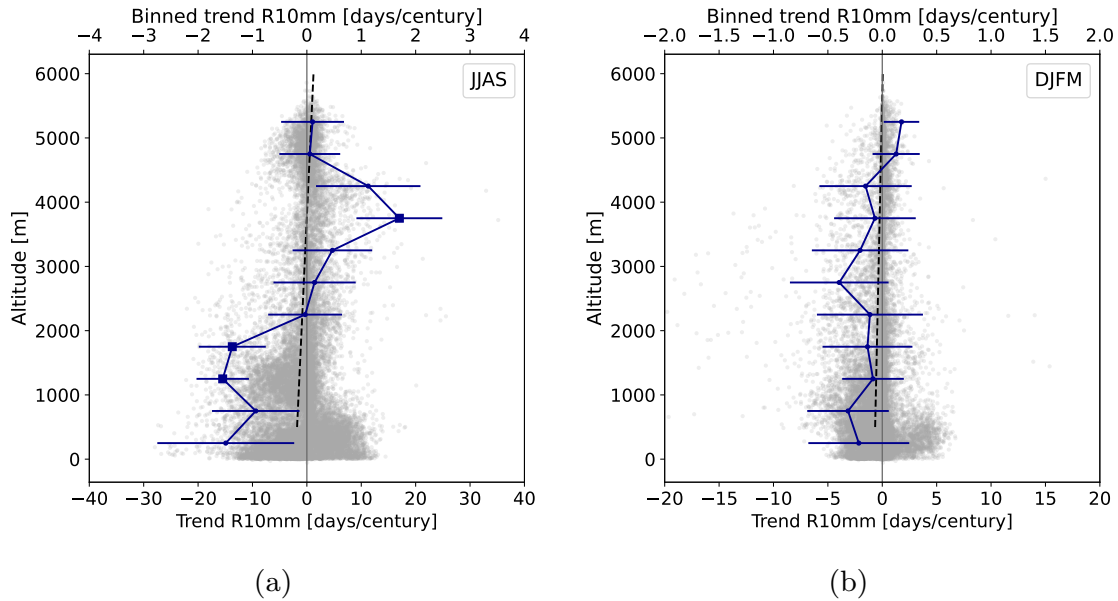 Binned trend R10mm [days/century]
−4 −3 −2 −1 0 1 2 3 4
JJAS
6000
5000
4000
3000
2000
1000
0
Altitude [m]
−40 −30 −20 −10 0 10 20 30 40
Trend R10mm [days/century]
(a)
Binned trend R10mm [days/century]
−2.0 −1.5 −1.0 −0.5 0.0 0.5 1.0 1.5 2.0
DJFM
6000
5000
4000
3000
2000
1000
0
Altitude [m]
−20 −15 −10 −5 0 5 10 15 20
Trend R10mm [days/century]
(b)